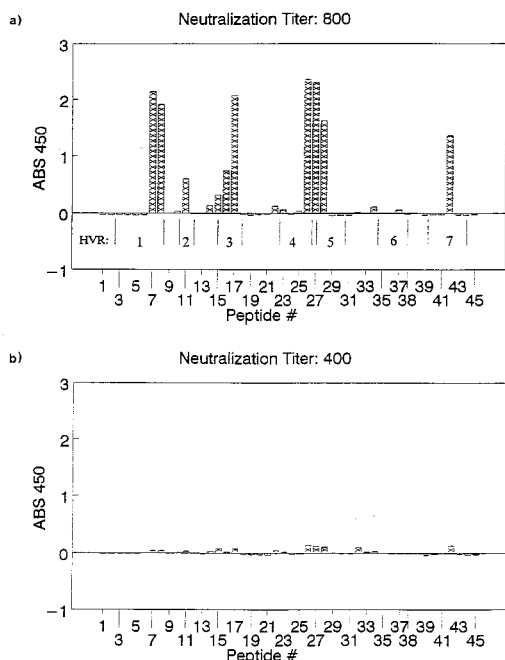 a)
Neutralization Titer: 800
3
2
1
0
−1
ABS 450
HVR: 1 2 3 4 5 6 7
1 5 9 13 17 21 25 29 33 37 39 43
3 7 11 15 19 23 27 31 35 38 41 45
Peptide #
b)
Neutralization Titer: 400
3
2
1
0
−1
ABS 450
1 5 9 13 17 21 25 29 33 37 39 43
3 7 11 15 19 23 27 31 35 38 41 45
Peptide #